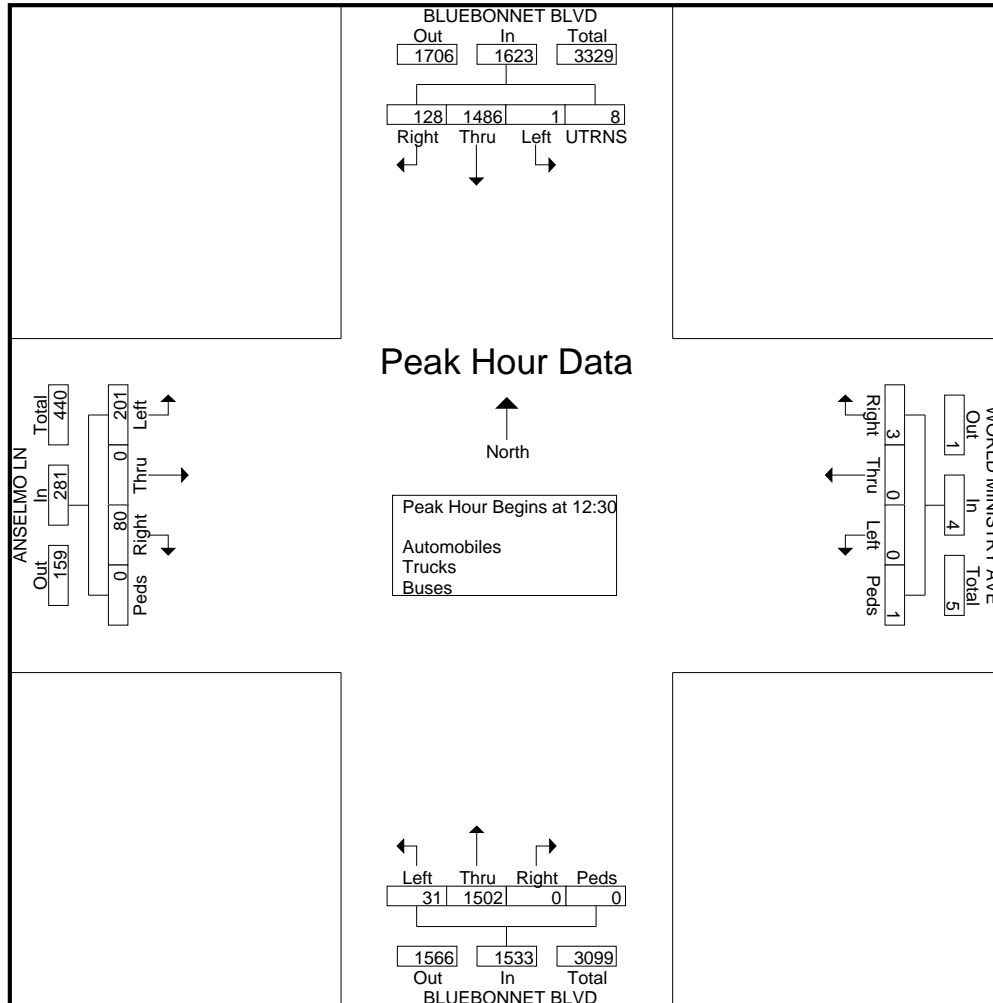 BLUEBONNET BLVD
Out In Total
1706 1623 3329
128 1486 1 8
Right Thru Left UTRNS
Peak Hour Data
North
Peak Hour Begins at 12:30
Automobiles
Trucks
Buses
ANSELMO LN
Total In Out
440 281 159
201 0 80 0
Left Thru Right Peds
WORLD MINISTRY AVE
Out In Total
1 4 5
3 0 0 1
Right Thru Left Peds
Left Thru Right Peds
31 1502 0 0
1566 1533 3099
Out In Total
BLUEBONNET BLVD